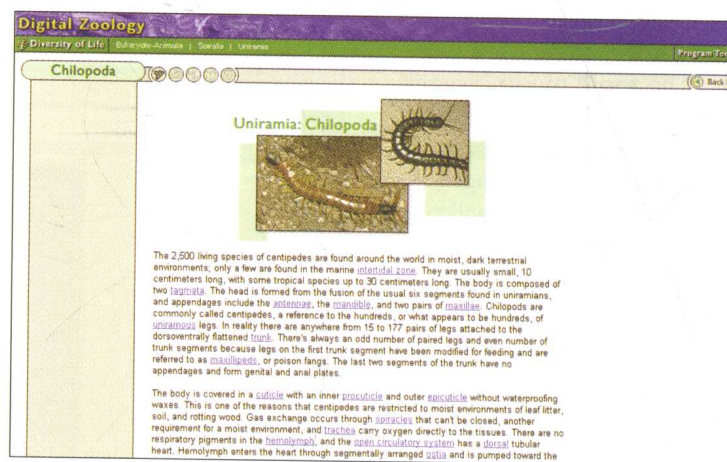 Digital Zoology
Diversity of Life Eukaryote-Animalia | Spiralia | Uniramia
Program Too
Chilopoda
Back
Uniramia: Chilopoda
The 2,500 living species of centipedes are found around the world in moist, dark terrestrial
environments; only a few are found in the marine intertidal zone. They are usually small, 10
centimeters long, with some tropical species up to 30 centimeters long. The body is composed of
two tagmata. The head is formed from the fusion of the usual six segments found in uniramians,
and appendages include the antennae, the mandible, and two pairs of maxillae. Chilopods are
commonly called centipedes, a reference to the hundreds, or what appears to be hundreds, of
uniramous legs. In reality there are anywhere from 15 to 177 pairs of legs attached to the
dorsoventrally flattened trunk. There's always an odd number of paired legs and even number of
trunk segments because legs on the first trunk segment have been modified for feeding and are
referred to as maxillipeds, or poison fangs. The last two segments of the trunk have no
appendages and form genital and anal plates.
The body is covered in a cuticle with an inner procuticle and outer epicuticle without waterproofing
waxes. This is one of the reasons that centipedes are restricted to moist environments of leaf litter,
soil, and rotting wood. Gas exchange occurs through spiracles that can't be closed, another
requirement for a moist environment, and trachea carry oxygen directly to the tissues. There are no
respiratory pigments in the hemolymph, and the open circulatory system has a dorsal tubular
heart. Hemolymph enters the heart through segmentally arranged ostia and is pumped toward the